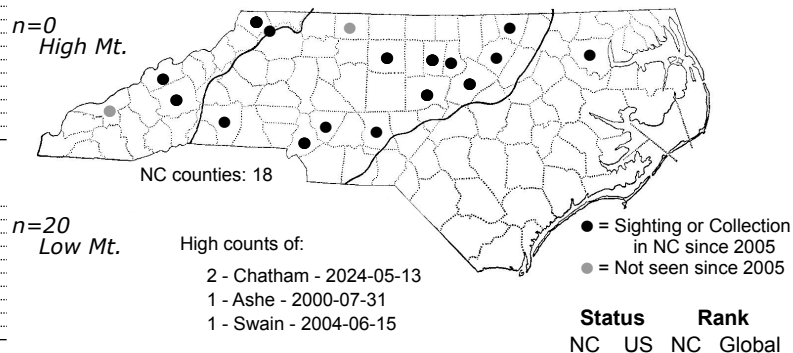 n=0
High Mt.
NC counties: 18
n=20
Low Mt.
High counts of:
2 - Chatham - 2024-05-13
1 - Ashe - 2000-07-31
1 - Swain - 2004-06-15
= Sighting or Collection
in NC since 2005
= Not seen since 2005
Status Rank
NC US NC Global